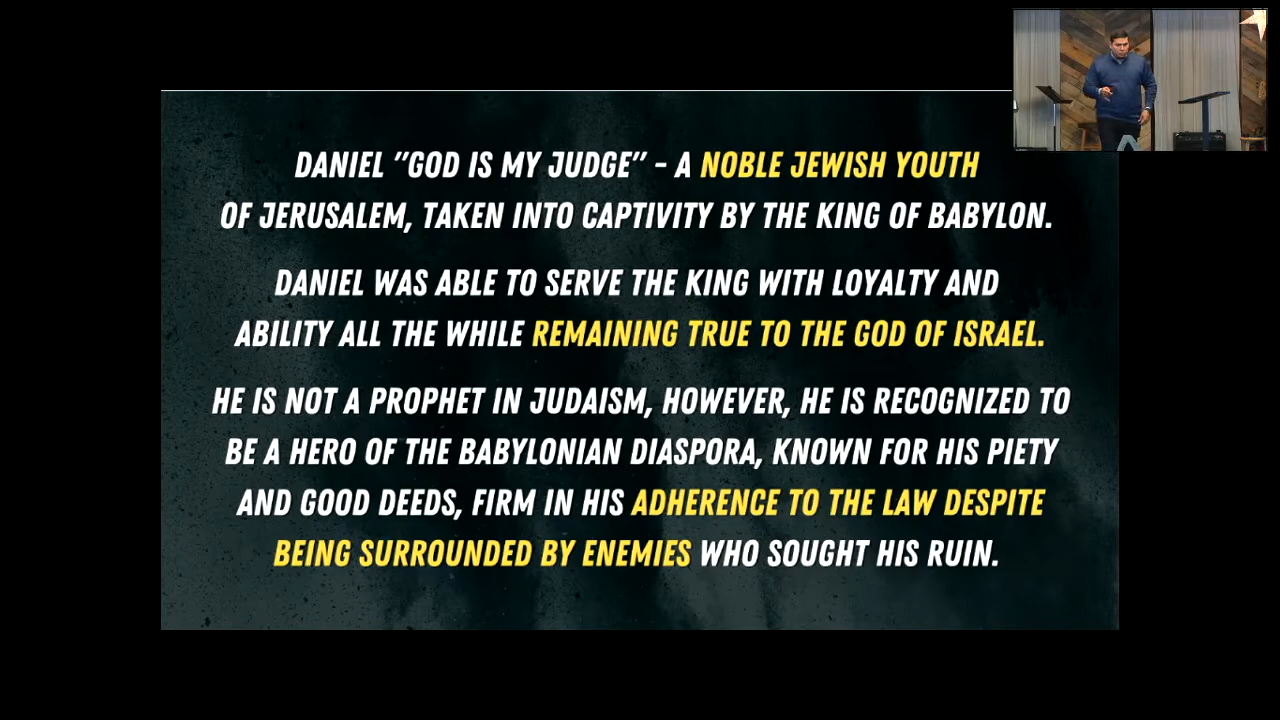 DANIEL "GOD IS MY JUDGE" - A NOBLE JEWISH YOUTH
OF JERUSALEM, TAKEN INTO CAPTIVITY BY THE KING OF BABYLON.
DANIEL WAS ABLE TO SERVE THE KING WITH LOYALTY AND
ABILITY ALL THE WHILE REMAINING TRUE TO THE GOD OF ISRAEL.
HE IS NOT A PROPHET IN JUDAISM, HOWEVER, HE IS RECOGNIZED TO
BE A HERO OF THE BABYLONIAN DIASPORA, KNOWN FOR HIS PIETY
AND GOOD DEEDS, FIRM IN HIS ADHERENCE TO THE LAW DESPITE
BEING SURROUNDED BY ENEMIES WHO SOUGHT HIS RUIN.